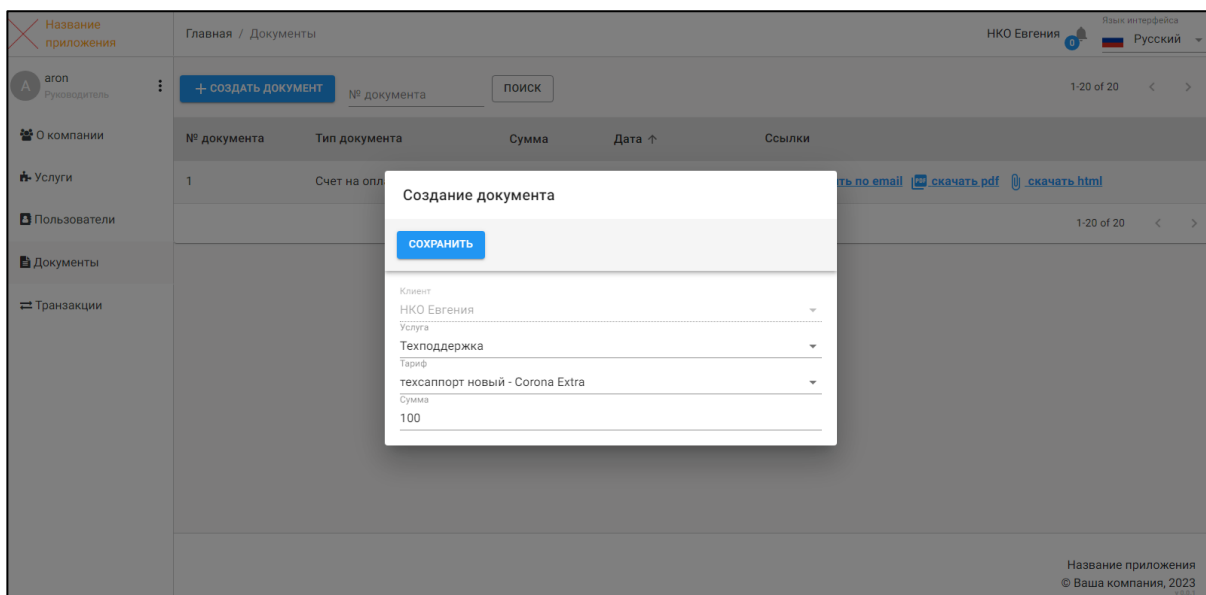 Название
приложения
Главная / Документы
НКО Евгения
0
Язык интерфейса
Русский
A
aron
Руководитель
+ СОЗДАТЬ ДОКУМЕНТ
№ документа
ПОИСК
1-20 of 20
О компании
Услуги
Пользователи
Документы
Транзакции
№ документа Тип документа Сумма Дата ↑ Ссылки
1 Счет на опл ть по email скачать pdf скачать html
1-20 of 20
Создание документа
СОХРАНИТЬ
Клиент
НКО Евгения
Услуга
Техподдержка
Тариф
техсаппорт новый - Corona Extra
Сумма
100
Название приложения
© Ваша компания, 2023